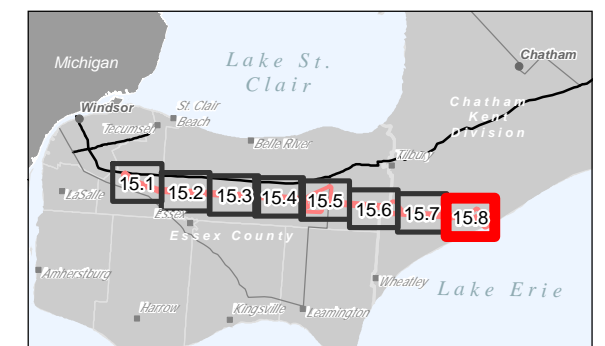 Michigan
Lake St.
Clair
Chatham
Windsor
St. Clair
Beach
Tecumseh
Chatham
Kent
Division
Belle River
Tilbury
15.1
15.2
15.3
15.4
15.5
15.6
15.7
15.8
LaSalle
Essex
Essex County
Amherstburg
Wheatley
Lake Erie
Harrow
Kingsville
Leamington